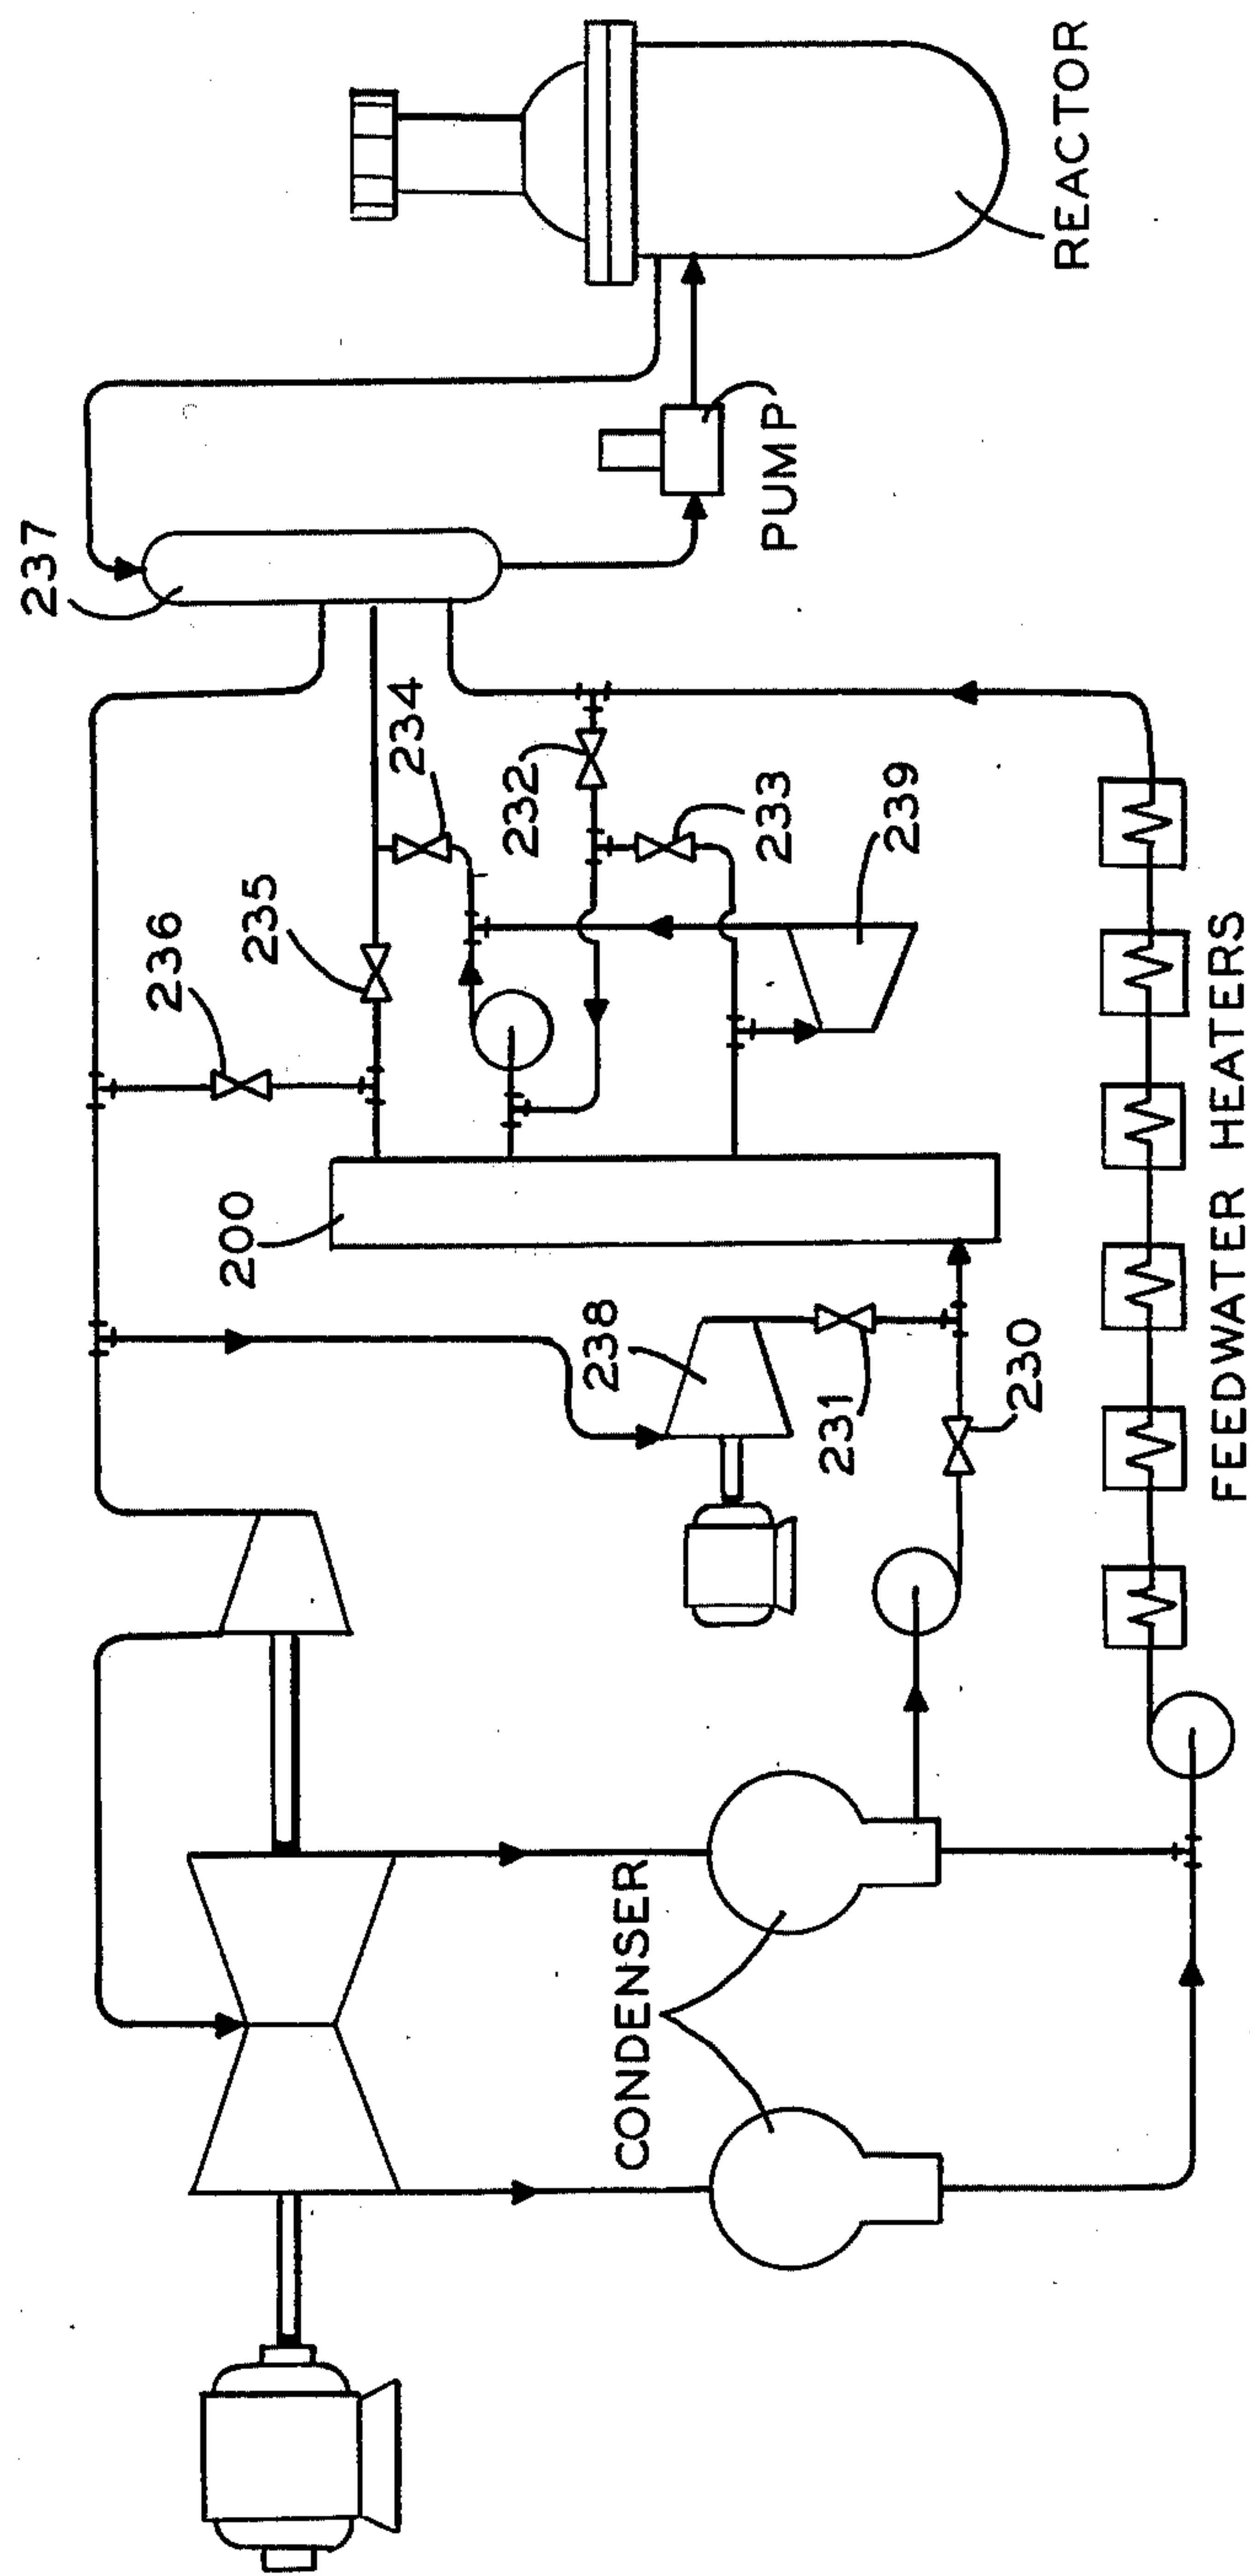 237
REACTOR
PUMP
234
232
233
239
235
236
200
238
231
230
FEEDWATER HEATERS
CONDENSER